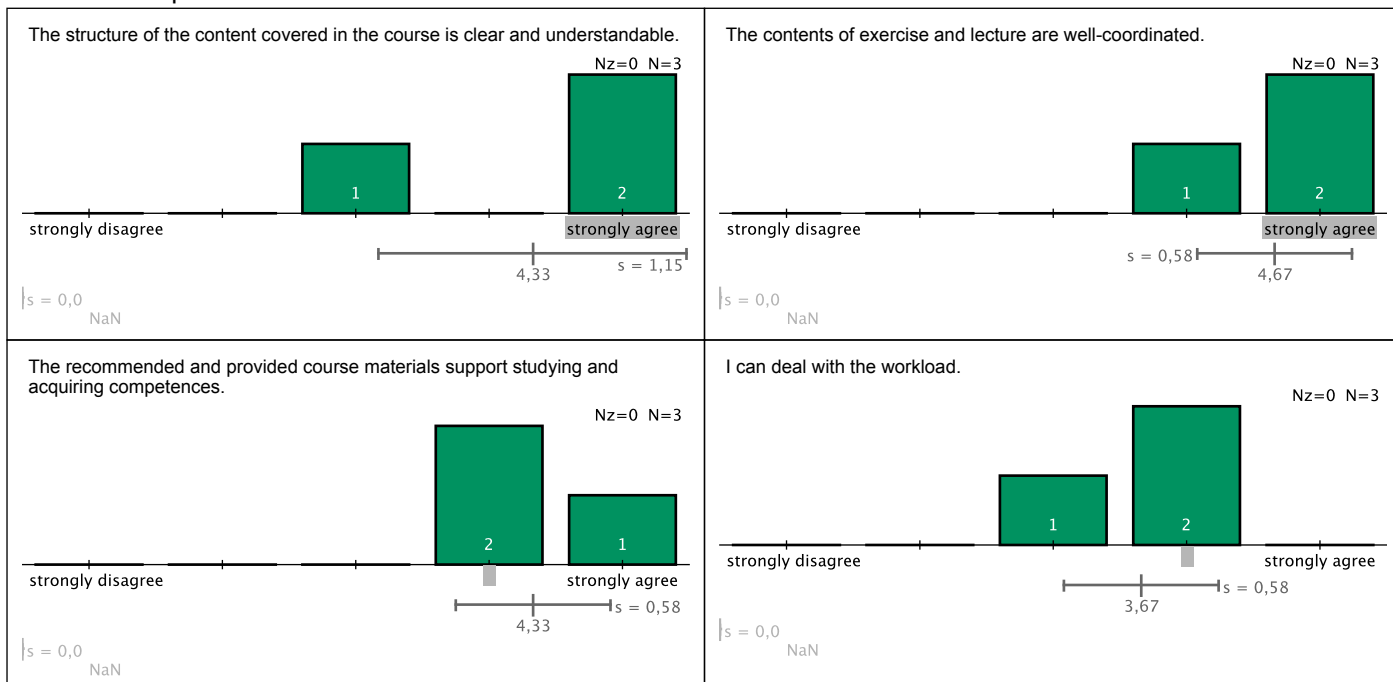 The structure of the content covered in the course is clear and understandable.
Nz=0 N=3
1
2
strongly disagree
strongly agree
s = 1,15
4,33
s = 0,0
NaN
The contents of exercise and lecture are well-coordinated.
Nz=0 N=3
1
2
strongly disagree
strongly agree
s = 0,58
4,67
s = 0,0
NaN
The recommended and provided course materials support studying and
acquiring competences.
Nz=0 N=3
2
1
strongly disagree
strongly agree
s = 0,58
4,33
s = 0,0
NaN
I can deal with the workload.
Nz=0 N=3
1
2
strongly disagree
strongly agree
s = 0,58
3,67
s = 0,0
NaN